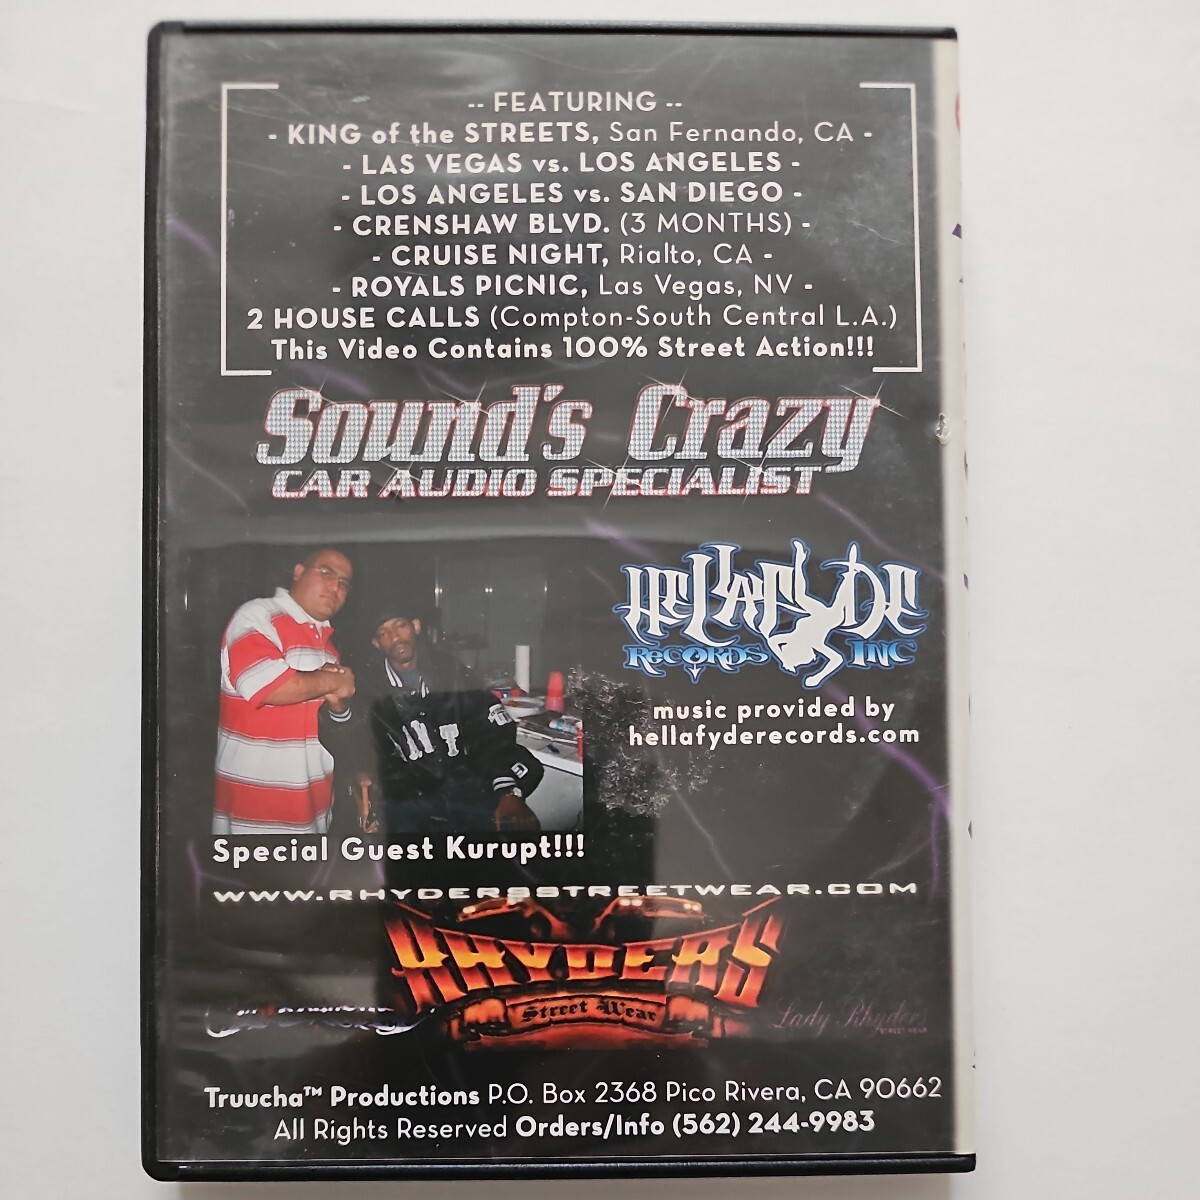 -- FEATURING --
- KING of the STREETS, San Fernando, CA -
- LAS VEGAS vs. LOS ANGELES -
- LOS ANGELES vs. SAN DIEGO -
- CRENSHAW BLVD. (3 MONTHS) -
- CRUISE NIGHT, Rialto, CA -
- ROYALS PICNIC, Las Vegas, NV -
2 HOUSE CALLS (Compton-South Central L.A.)
This Video Contains 100% Street Action!!!
Sound's Crazy
CAR AUDIO SPECIALIST
HELLAFYDE
RECORDS INC
music provided by
hellafyderecords.com
Special Guest Kurupt!!!
WWW.RHYDERSSTREETWEAR.COM
RHYDERS
Street Wear
Lady Rhyders
STREET WEAR
Truucha™ Productions P.O. Box 2368 Pico Rivera, CA 90662
All Rights Reserved Orders/Info (562) 244-9983